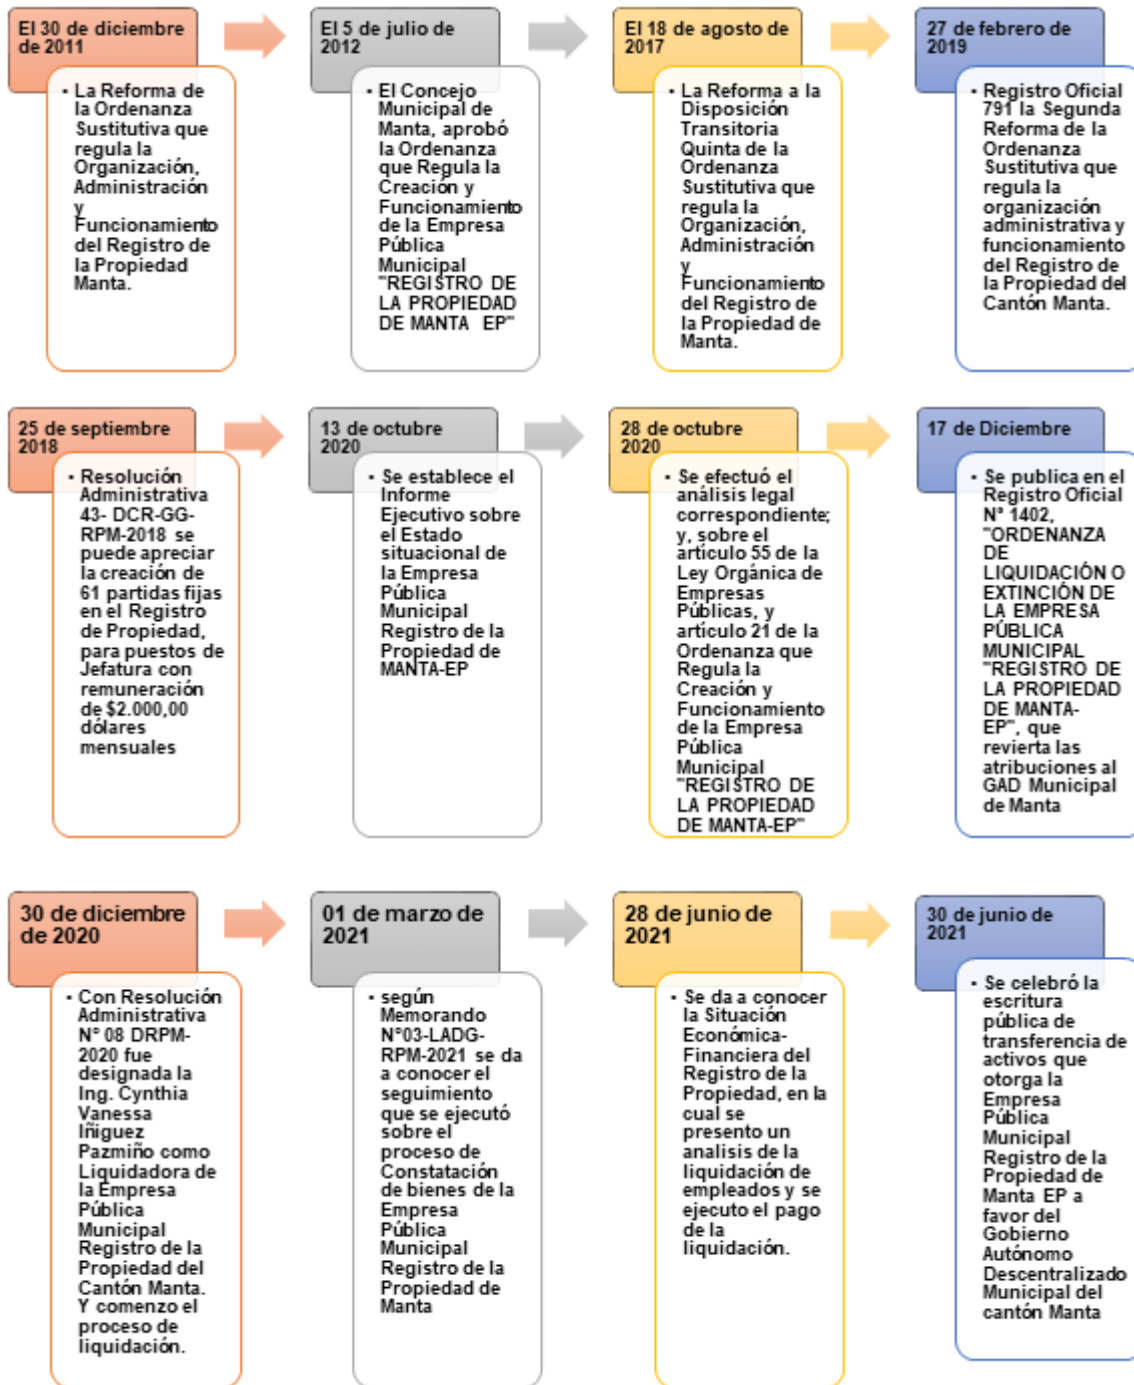 El 30 de diciembre
de 2011
• La Reforma de
la Ordenanza
Sustitutiva que
regula la
Organización,
Administración
y
Funcionamiento
del Registro de
la Propiedad
Manta.
El 5 de julio de
2012
• El Concejo
Municipal de
Manta, aprobó
la Ordenanza
que Regula la
Creación y
Funcionamiento
de la Empresa
Pública
Municipal
"REGISTRO DE
LA PROPIEDAD
DE MANTA EP"
El 18 de agosto de
2017
• La Reforma a la
Disposición
Transitoria
Quinta de la
Ordenanza
Sustitutiva que
regula la
Organización,
Administración
y
Funcionamiento
del Registro de
la Propiedad de
Manta.
27 de febrero de
2019
• Registro Oficial
791 la Segunda
Reforma de la
Ordenanza
Sustitutiva que
regula la
organización
administrativa y
funcionamiento
del Registro de
la Propiedad del
Cantón Manta.
25 de septiembre
2018
• Resolución
Administrativa
43- DCR-GG-
RPM-2018 se
puede apreciar
la creación de
61 partidas fijas
en el Registro
de Propiedad,
para puestos de
Jefatura con
remuneración
de $2.000,00
dólares
mensuales
13 de octubre
2020
• Se establece el
Informe
Ejecutivo sobre
el Estado
situacional de
la Empresa
Pública
Municipal
Registro de la
Propiedad de
MANTA-EP
28 de octubre
2020
• Se efectuó el
análisis legal
correspondiente;
y, sobre el
artículo 55 de la
Ley Orgánica de
Empresas
Públicas, y
artículo 21 de la
Ordenanza que
Regula la
Creación y
Funcionamiento
de la Empresa
Pública
Municipal
"REGISTRO DE
LA PROPIEDAD
DE MANTA-EP"
17 de Diciembre
• Se publica en el
Registro Oficial
N° 1402,
"ORDENANZA
DE
LIQUIDACIÓN O
EXTINCIÓN DE
LA EMPRESA
PÚBLICA
MUNICIPAL
"REGISTRO DE
LA PROPIEDAD
DE MANTA-
EP", que
revierta las
atribuciones al
GAD Municipal
de Manta
30 de diciembre
de 2020
• Con Resolución
Administrativa
N° 08 DRPM-
2020 fue
designada la
Ing. Cynthia
Vanessa
Iñiguez
Pazmiño como
Liquidadora de
la Empresa
Pública
Municipal
Registro de la
Propiedad del
Cantón Manta.
Y comenzo el
proceso de
liquidación.
01 de marzo de
2021
• según
Memorando
N°03-LADG-
RPM-2021 se da
a conocer el
seguimiento
que se ejecutó
sobre el
proceso de
Constatación
de bienes de la
Empresa
Pública
Municipal
Registro de la
Propiedad de
Manta
28 de junio de
2021
• Se da a conocer
la Situación
Económica-
Financiera del
Registro de la
Propiedad, en la
cual se
presento un
analisis de la
liquidación de
empleados y se
ejecuto el pago
de la
liquidación.
30 de junio de
2021
• Se celebró la
escritura
pública de
transferencia de
activos que
otorga la
Empresa
Pública
Municipal
Registro de la
Propiedad de
Manta EP a
favor del
Gobierno
Autónomo
Descentralizado
Municipal del
cantón Manta